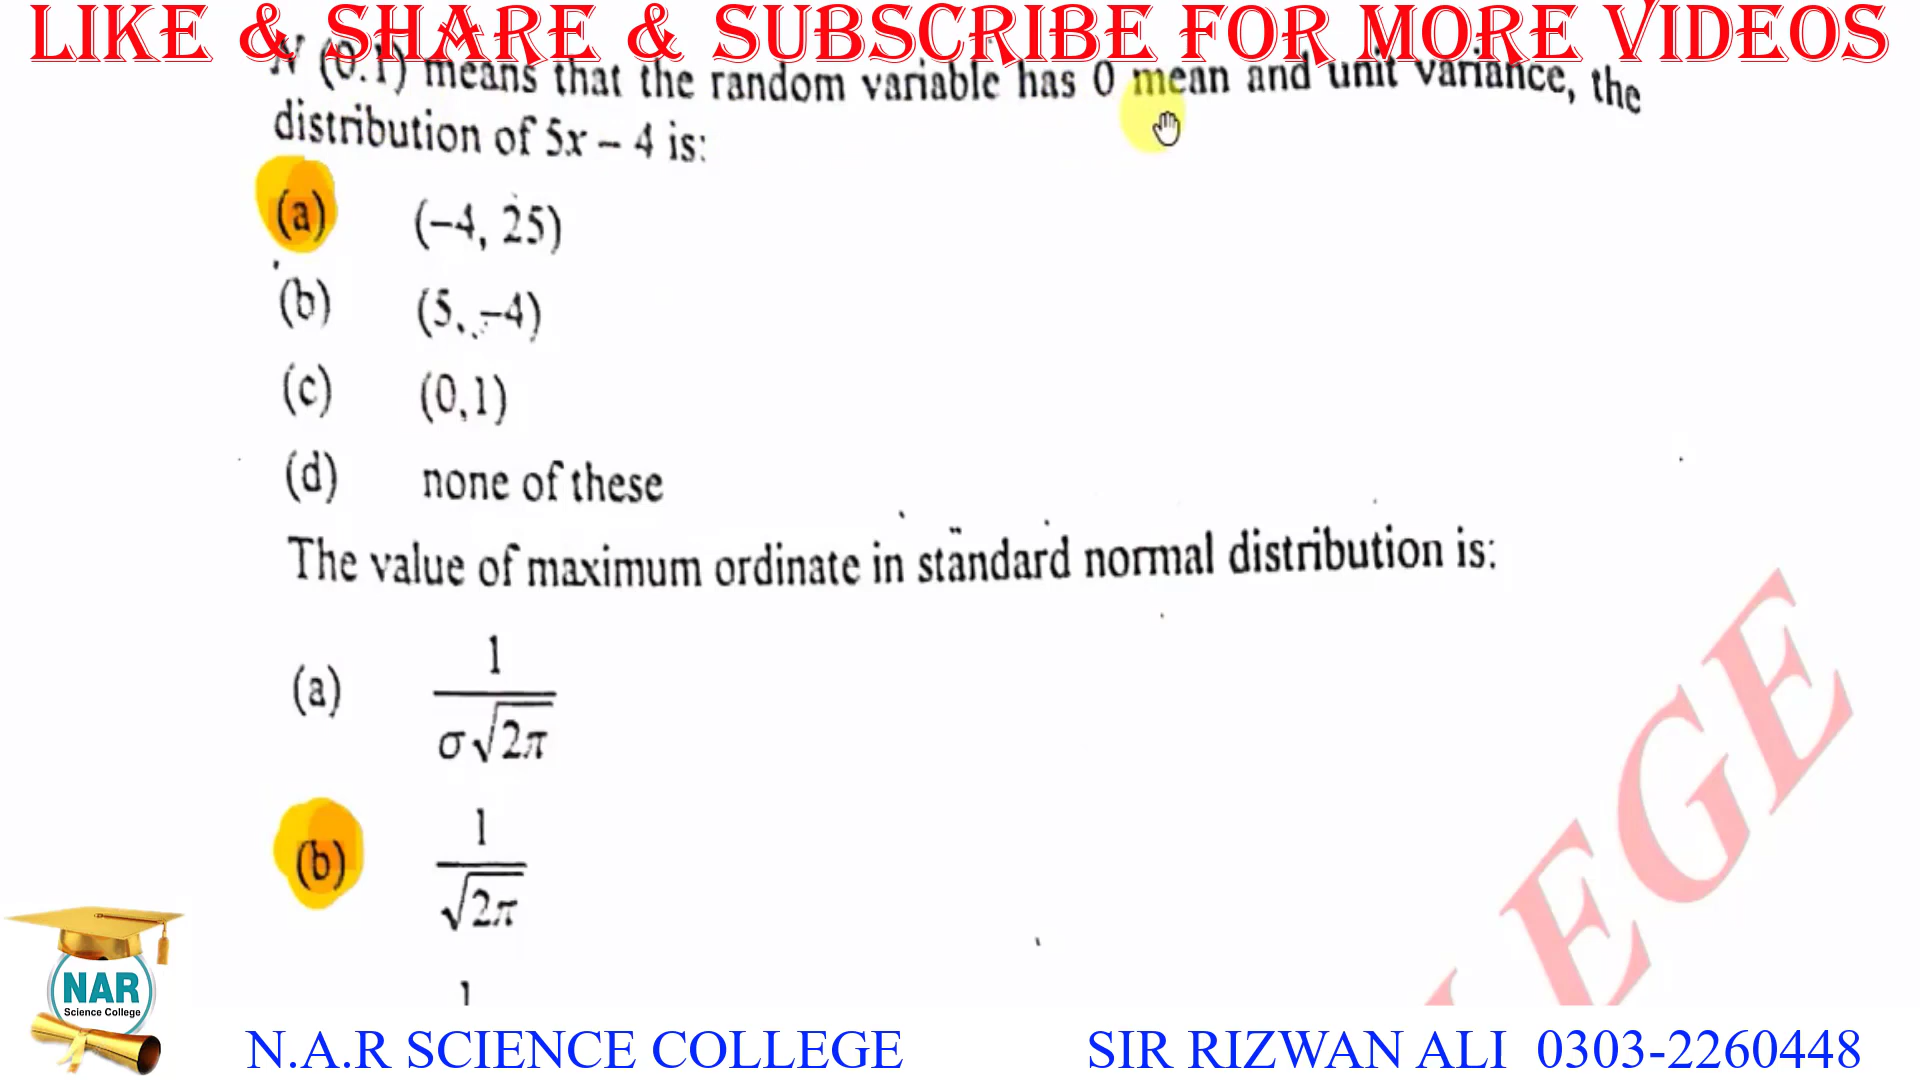 LIKE & SHARE & SUBSCRIBE FOR MORE VIDEOS
N (0.1) means that the random variable has 0 mean and unit variance, the
distribution of 5x – 4 is:
(a) (–4, 25)
(b) (5, –4)
(c) (0,1)
(d) none of these
The value of maximum ordinate in standard normal distribution is:
(a) 1
σ√2π
(b) 1
√2π
1
EGE
NAR
Science College
N.A.R SCIENCE COLLEGE SIR RIZWAN ALI 0303-2260448